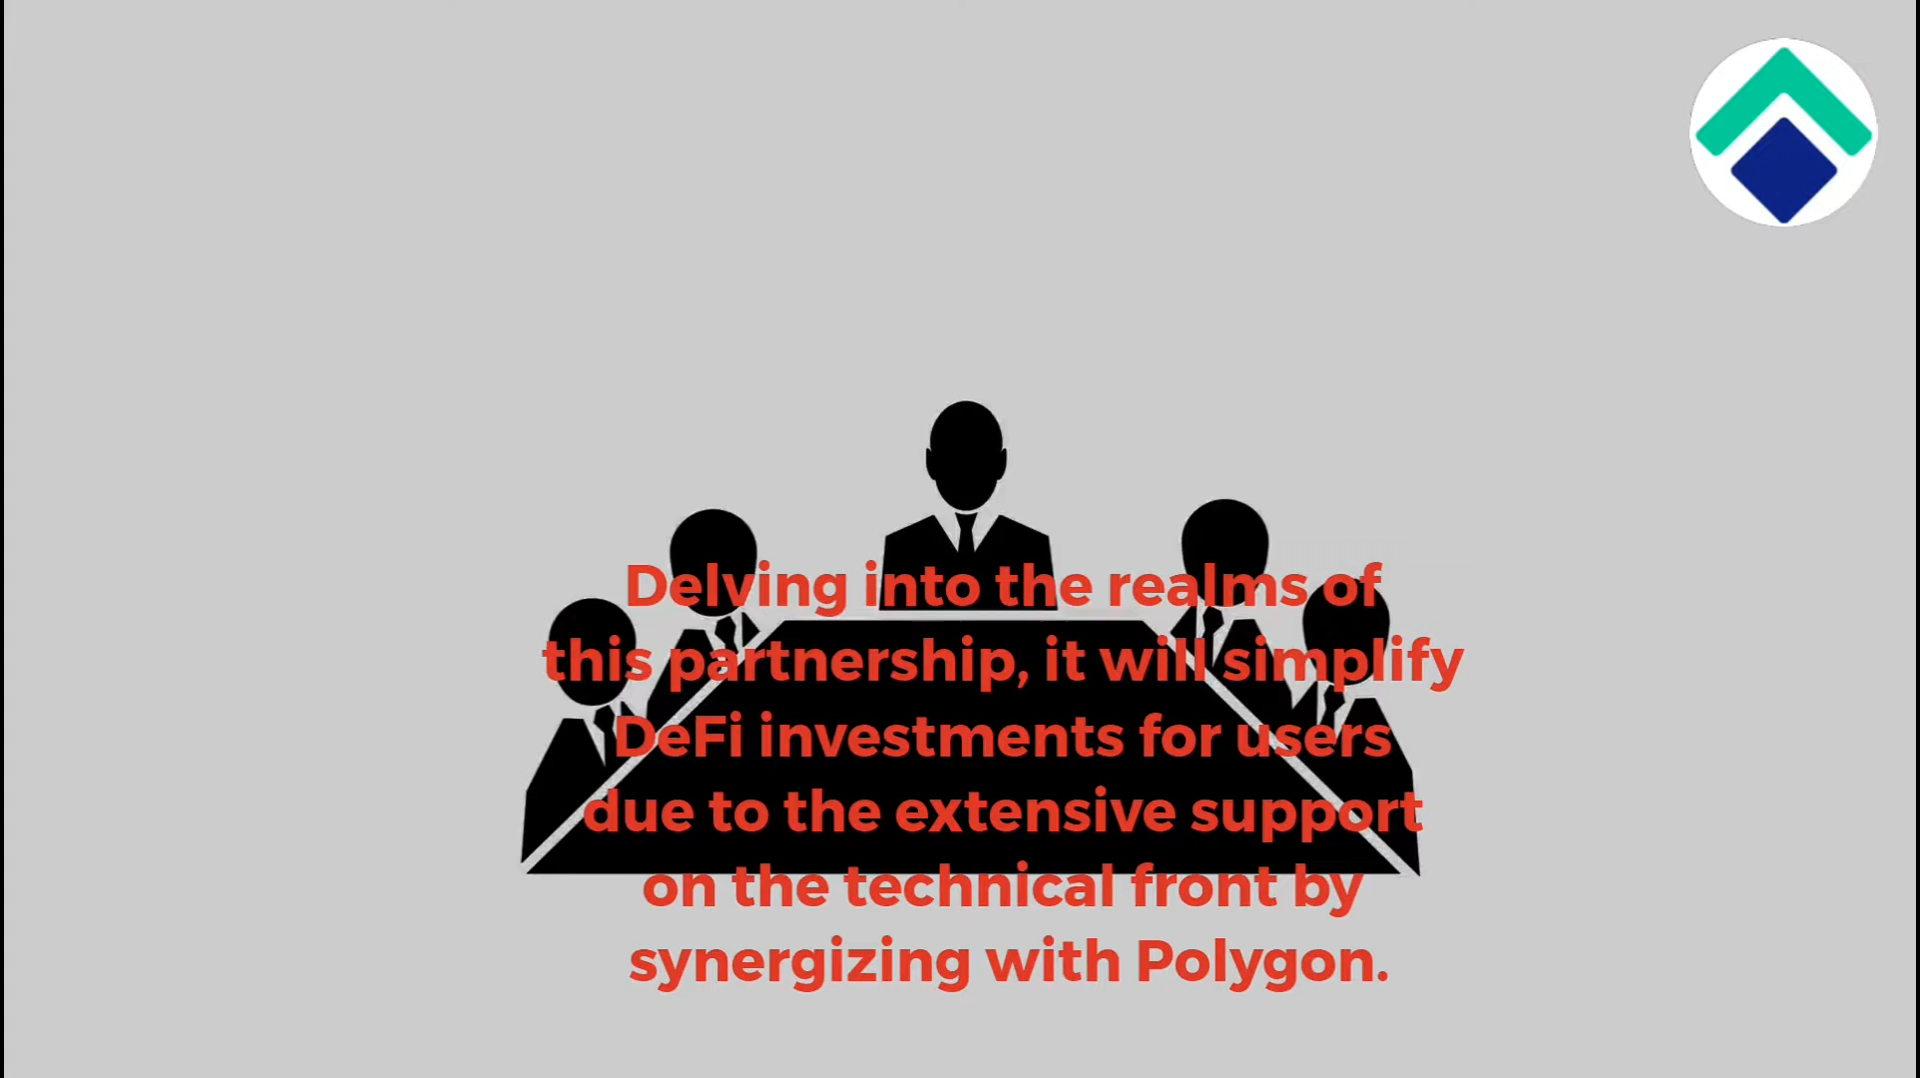 Delving into the realms of
this partnership, it will simplify
DeFi investments for users
due to the extensive support
on the technical front by
synergizing with Polygon.